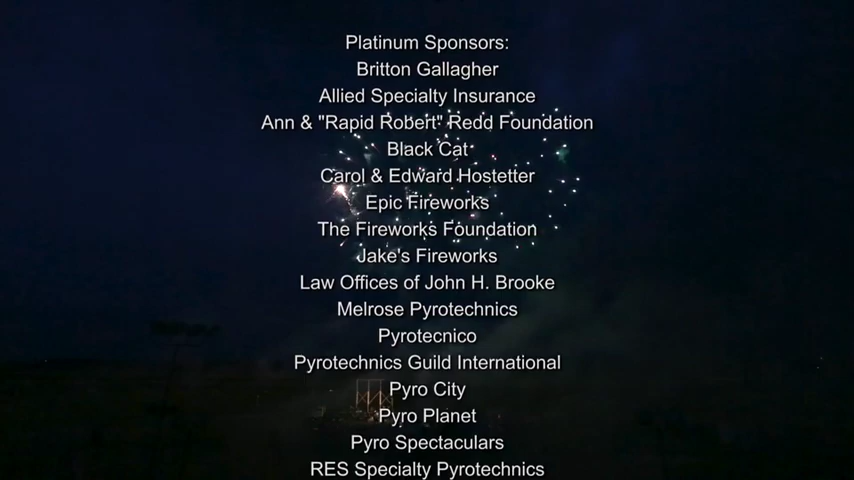 Platinum Sponsors:
Britton Gallagher
Allied Specialty Insurance
Ann & "Rapid Robert" Redd Foundation
Black Cat
Carol & Edward Hostetter
Epic Fireworks
The Fireworks Foundation
Jake's Fireworks
Law Offices of John H. Brooke
Melrose Pyrotechnics
Pyrotecnico
Pyrotechnics Guild International
Pyro City
Pyro Planet
Pyro Spectaculars
RES Specialty Pyrotechnics